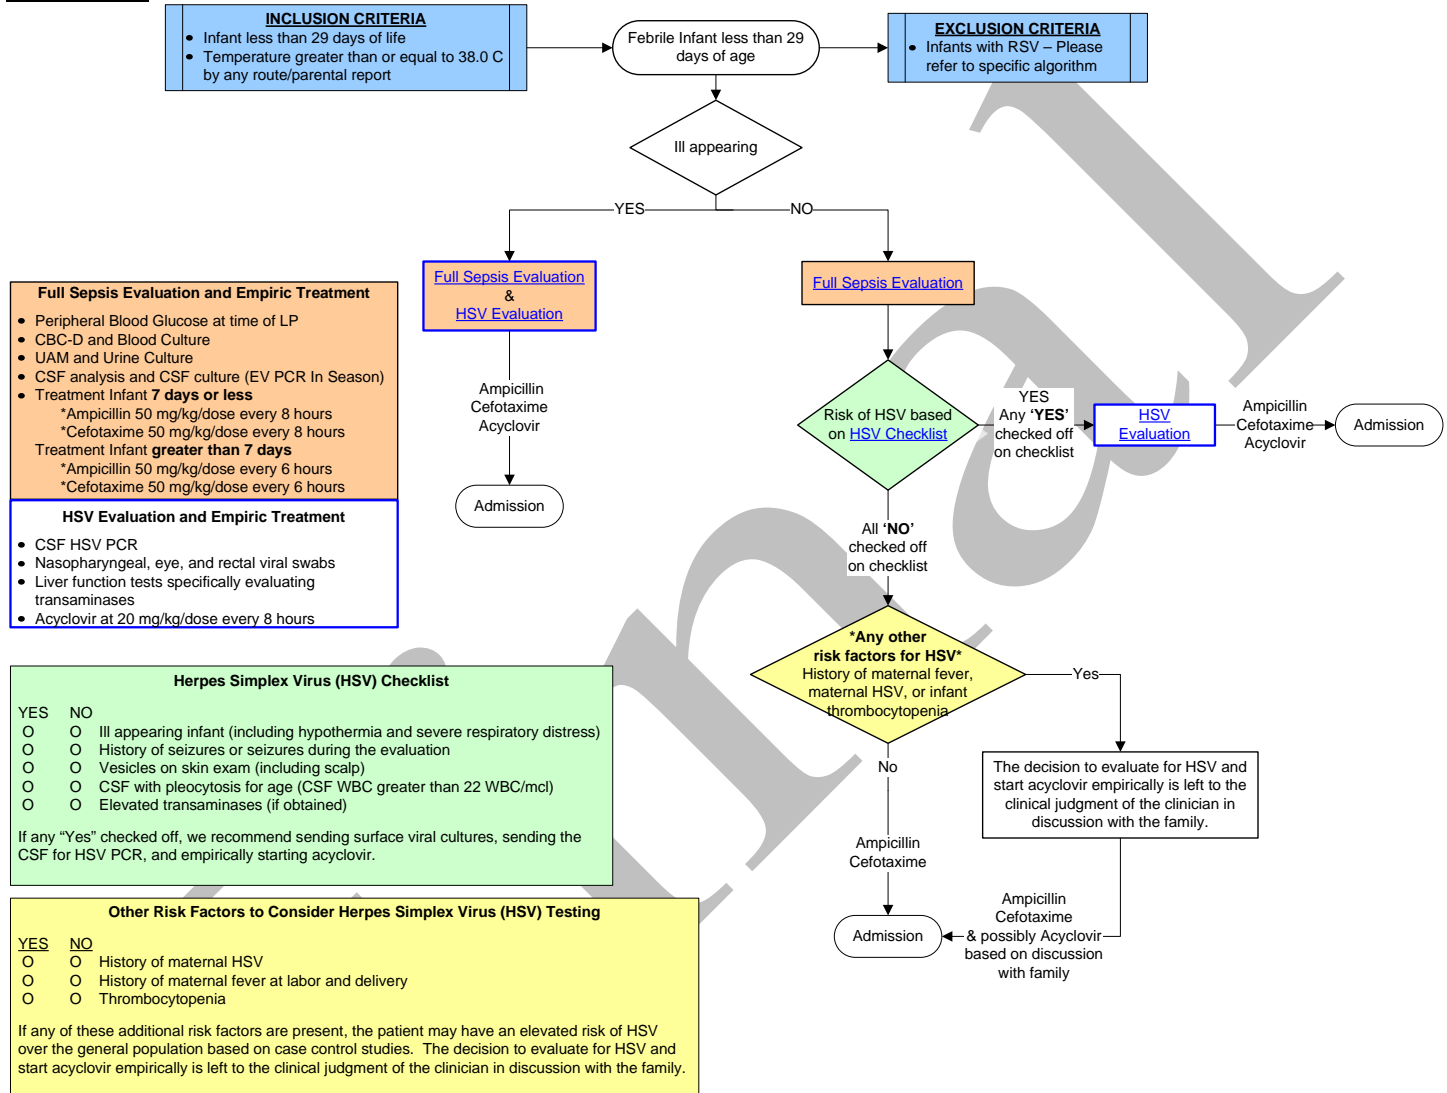 INCLUSION CRITERIA
• Infant less than 29 days of life
• Temperature greater than or equal to 38.0 C
by any route/parental report
Febrile Infant less than 29
days of age
EXCLUSION CRITERIA
• Infants with RSV – Please
refer to specific algorithm
Ill appearing
YES
NO
Full Sepsis Evaluation
&
HSV Evaluation
Full Sepsis Evaluation
Full Sepsis Evaluation and Empiric Treatment
• Peripheral Blood Glucose at time of LP
• CBC-D and Blood Culture
• UAM and Urine Culture
• CSF analysis and CSF culture (EV PCR In Season)
• Treatment Infant 7 days or less
*Ampicillin 50 mg/kg/dose every 8 hours
*Cefotaxime 50 mg/kg/dose every 8 hours
Treatment Infant greater than 7 days
*Ampicillin 50 mg/kg/dose every 6 hours
*Cefotaxime 50 mg/kg/dose every 6 hours
HSV Evaluation and Empiric Treatment
• CSF HSV PCR
• Nasopharyngeal, eye, and rectal viral swabs
• Liver function tests specifically evaluating
transaminases
• Acyclovir at 20 mg/kg/dose every 8 hours
Ampicillin
Cefotaxime
Acyclovir
Admission
Risk of HSV based
on HSV Checklist
YES
Any 'YES'
checked off
on checklist
HSV
Evaluation
Ampicillin
Cefotaxime
Acyclovir
Admission
All 'NO'
checked off
on checklist
*Any other
risk factors for HSV*
History of maternal fever,
maternal HSV, or infant
thrombocytopenia
Yes
No
The decision to evaluate for HSV and
start acyclovir empirically is left to the
clinical judgment of the clinician in
discussion with the family.
Ampicillin
Cefotaxime
Ampicillin
Cefotaxime
& possibly Acyclovir
based on discussion
with family
Admission
Herpes Simplex Virus (HSV) Checklist
YES NO
O O Ill appearing infant (including hypothermia and severe respiratory distress)
O O History of seizures or seizures during the evaluation
O O Vesicles on skin exam (including scalp)
O O CSF with pleocytosis for age (CSF WBC greater than 22 WBC/mcl)
O O Elevated transaminases (if obtained)
If any “Yes” checked off, we recommend sending surface viral cultures, sending the
CSF for HSV PCR, and empirically starting acyclovir.
Other Risk Factors to Consider Herpes Simplex Virus (HSV) Testing
YES NO
O O History of maternal HSV
O O History of maternal fever at labor and delivery
O O Thrombocytopenia
If any of these additional risk factors are present, the patient may have an elevated risk of HSV
over the general population based on case control studies. The decision to evaluate for HSV and
start acyclovir empirically is left to the clinical judgment of the clinician in discussion with the family.